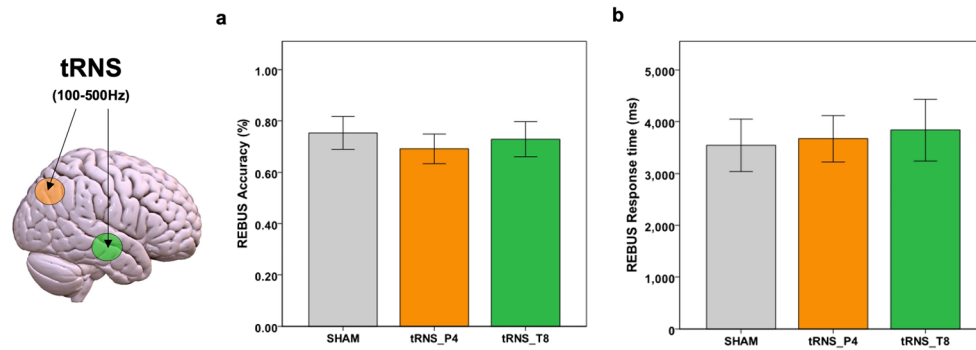 tRNS
(100-500Hz)
a
REBUS Accuracy (%)
1.00
0.80
0.60
0.40
0.20
0.00
SHAM
tRNS_P4
tRNS_T8
b
REBUS Response time (ms)
5,000
4,000
3,000
2,000
1,000
0
SHAM
tRNS_P4
tRNS_T8